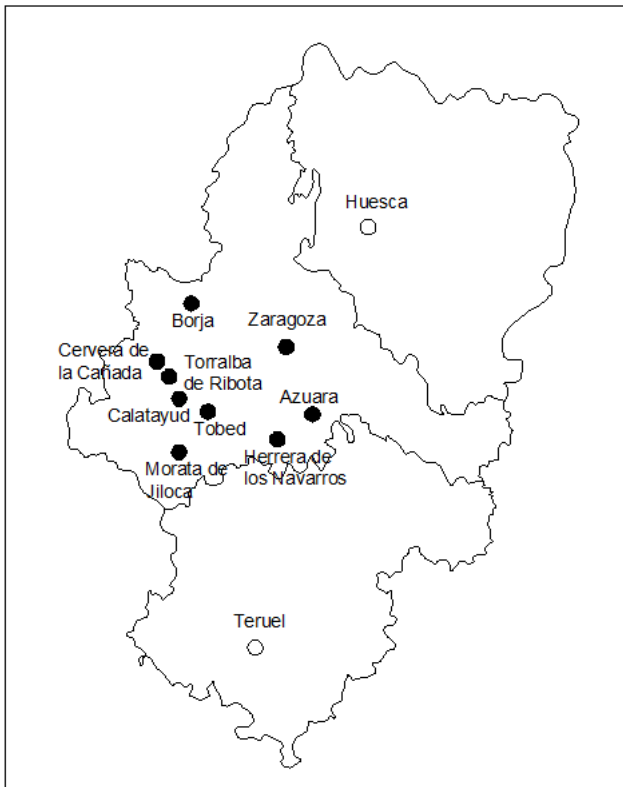 Huesca
Borja
Zaragoza
Cervera de
la Cañada
Torralba
de Ribota
Calatayud
Tobed
Azuara
Herrera de
los Navarros
Morata de
Jiloca
Teruel